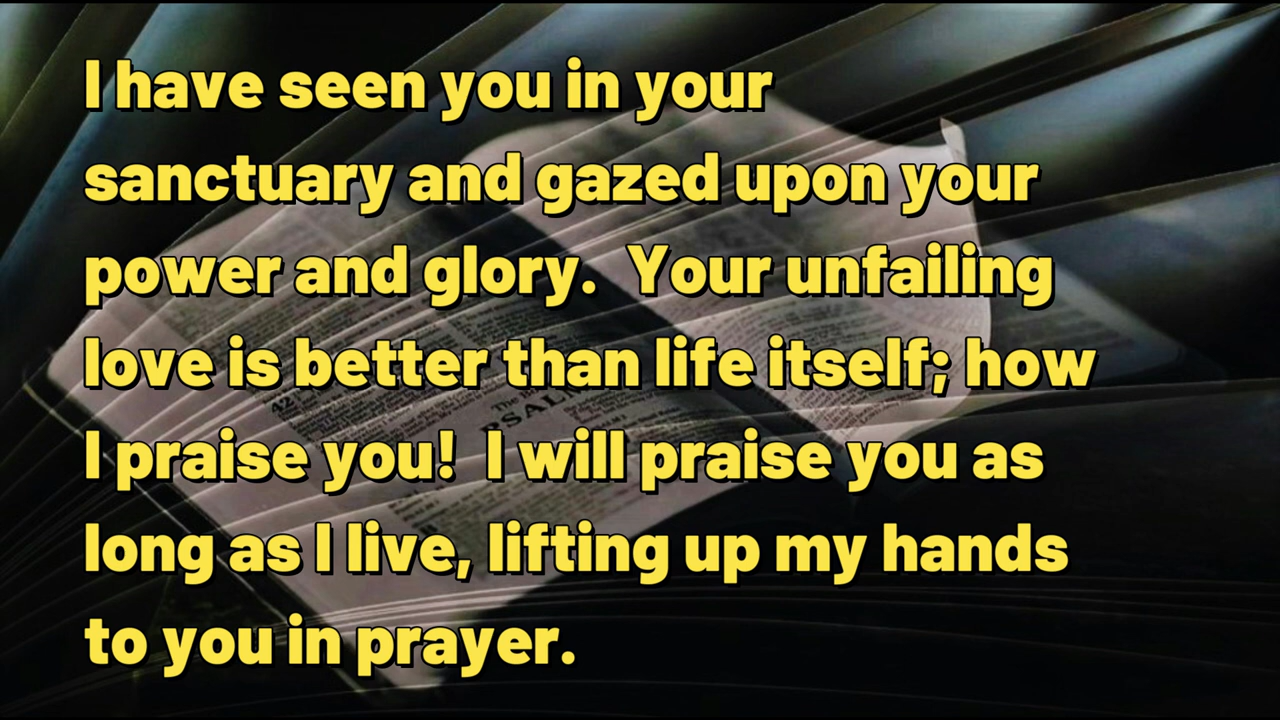 I have seen you in your
sanctuary and gazed upon your
power and glory.  Your unfailing
love is better than life itself; how
I praise you!  I will praise you as
long as I live, lifting up my hands
to you in prayer.
42
PSALM